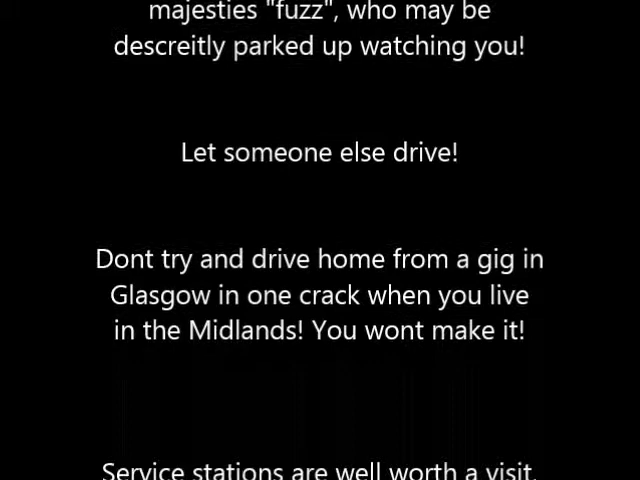 majesties "fuzz", who may be
descreitly parked up watching you!
Let someone else drive!
Dont try and drive home from a gig in
Glasgow in one crack when you live
in the Midlands! You wont make it!
Service stations are well worth a visit.